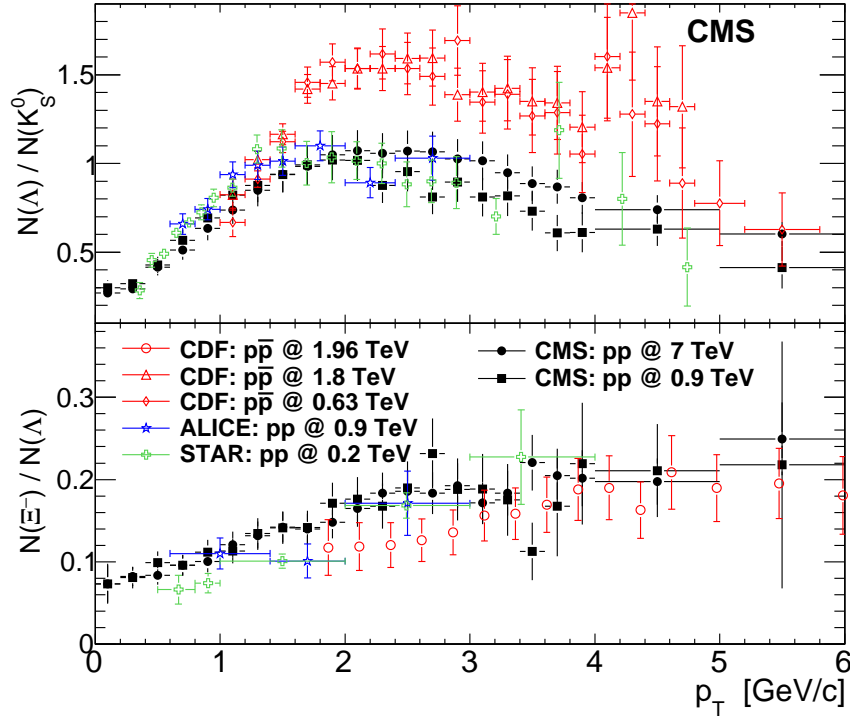 CMS
1.5
1
0.5
N(Λ) / N(K⁰_S)
CDF: pp̅ @ 1.96 TeV
CDF: pp̅ @ 1.8 TeV
CDF: pp̅ @ 0.63 TeV
ALICE: pp @ 0.9 TeV
STAR: pp @ 0.2 TeV
CMS: pp @ 7 TeV
CMS: pp @ 0.9 TeV
0.3
0.2
0.1
0
N(Ξ⁻) / N(Λ)
0 1 2 3 4 5 6
p_T [GeV/c]